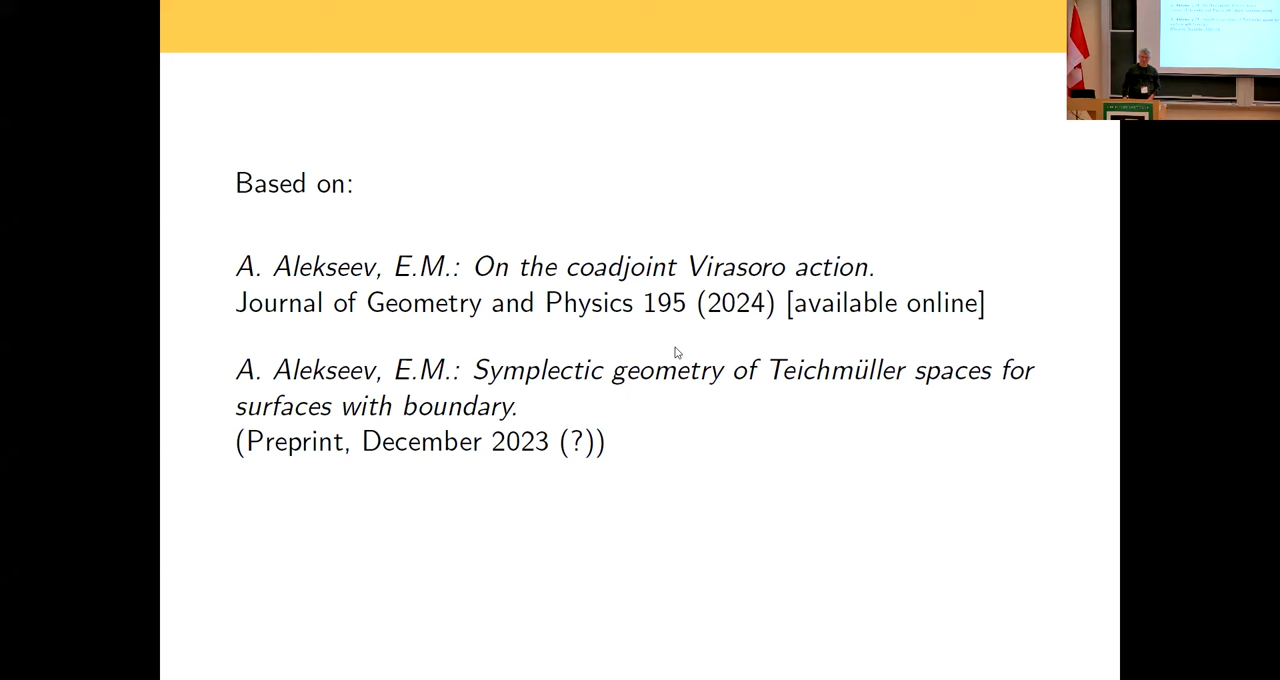 Based on:
A. Alekseev, E.M.: On the coadjoint Virasoro action.
Journal of Geometry and Physics 195 (2024) [available online]
A. Alekseev, E.M.: Symplectic geometry of Teichmüller spaces for
surfaces with boundary.
(Preprint, December 2023 (?))